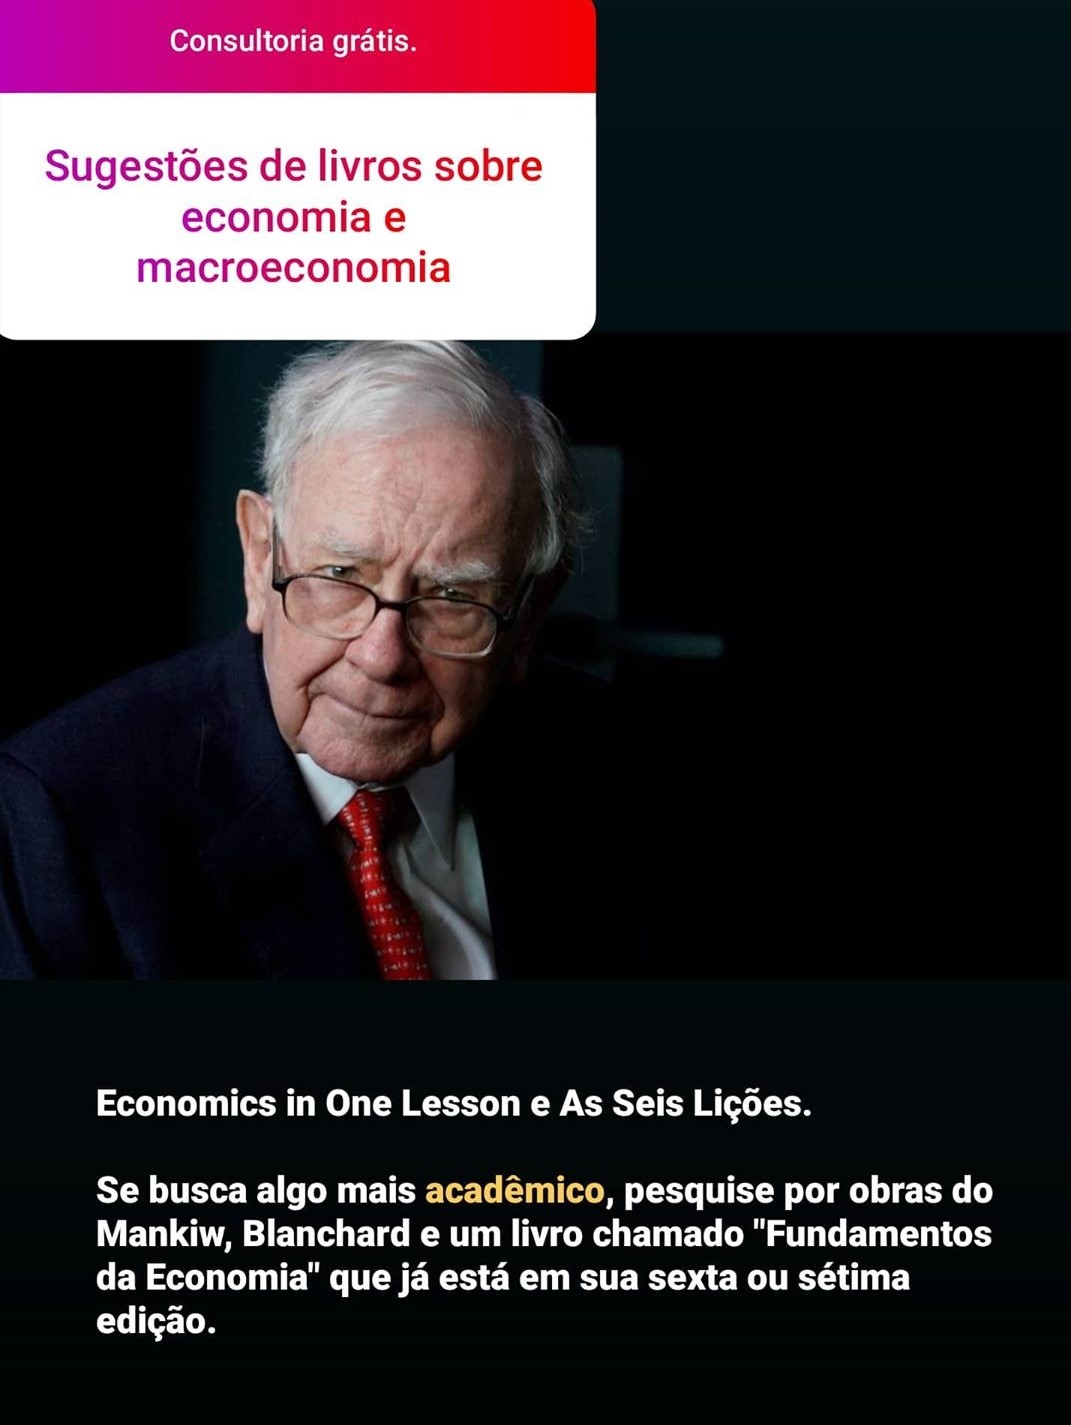 Consultoria grátis.
Sugestões de livros sobre
economia e
macroeconomia
Economics in One Lesson e As Seis Lições.
Se busca algo mais acadêmico, pesquise por obras do
Mankiw, Blanchard e um livro chamado "Fundamentos
da Economia" que já está em sua sexta ou sétima
edição.